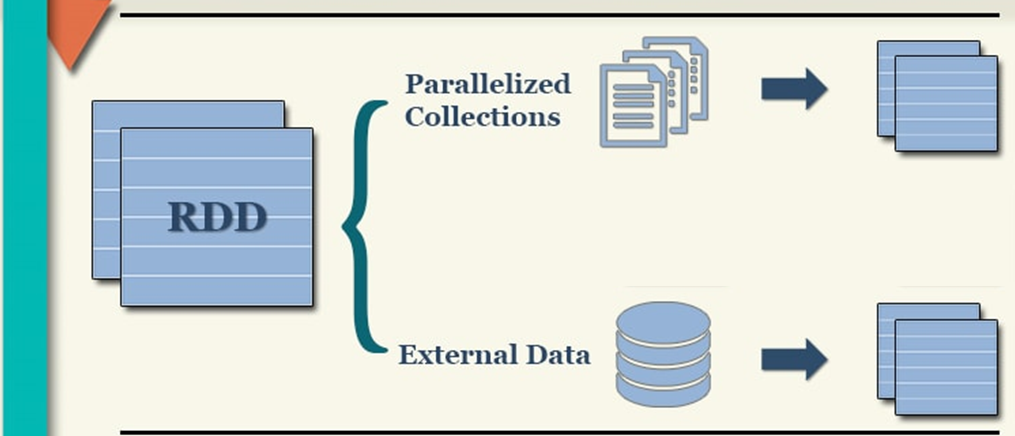 RDD
Parallelized
Collections
External Data